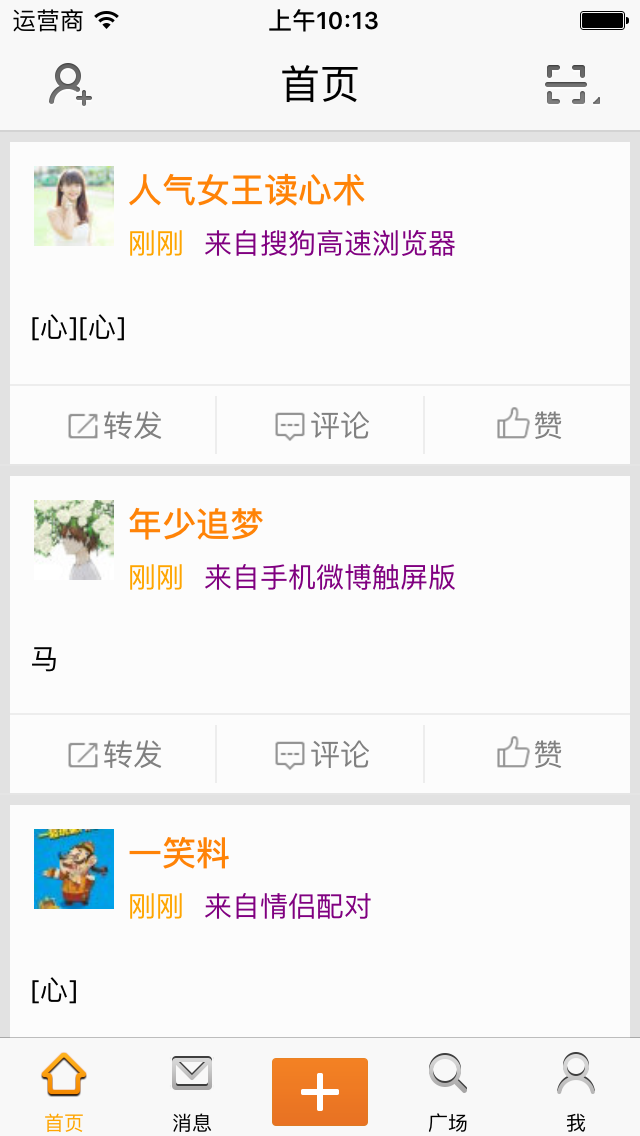 运营商 上午10:13
首页
人气女王读心术
刚刚 来自搜狗高速浏览器
[心][心]
转发 评论 赞
年少追梦
刚刚 来自手机微博触屏版
马
转发 评论 赞
一笑料
刚刚 来自情侣配对
[心]
首页 消息 广场 我